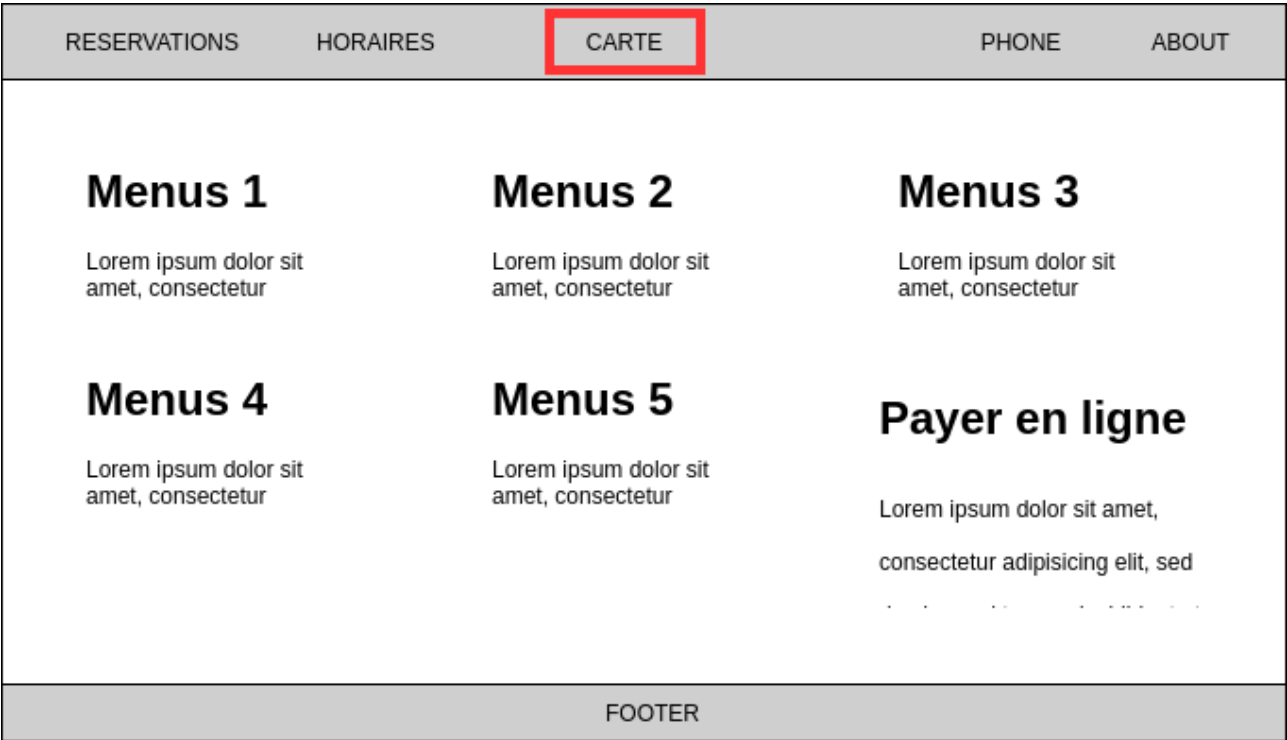 RESERVATIONS HORAIRES CARTE PHONE ABOUT
Menus 1
Lorem ipsum dolor sit
amet, consectetur
Menus 2
Lorem ipsum dolor sit
amet, consectetur
Menus 3
Lorem ipsum dolor sit
amet, consectetur
Menus 4
Lorem ipsum dolor sit
amet, consectetur
Menus 5
Lorem ipsum dolor sit
amet, consectetur
Payer en ligne
Lorem ipsum dolor sit amet,
consectetur adipisicing elit, sed
FOOTER